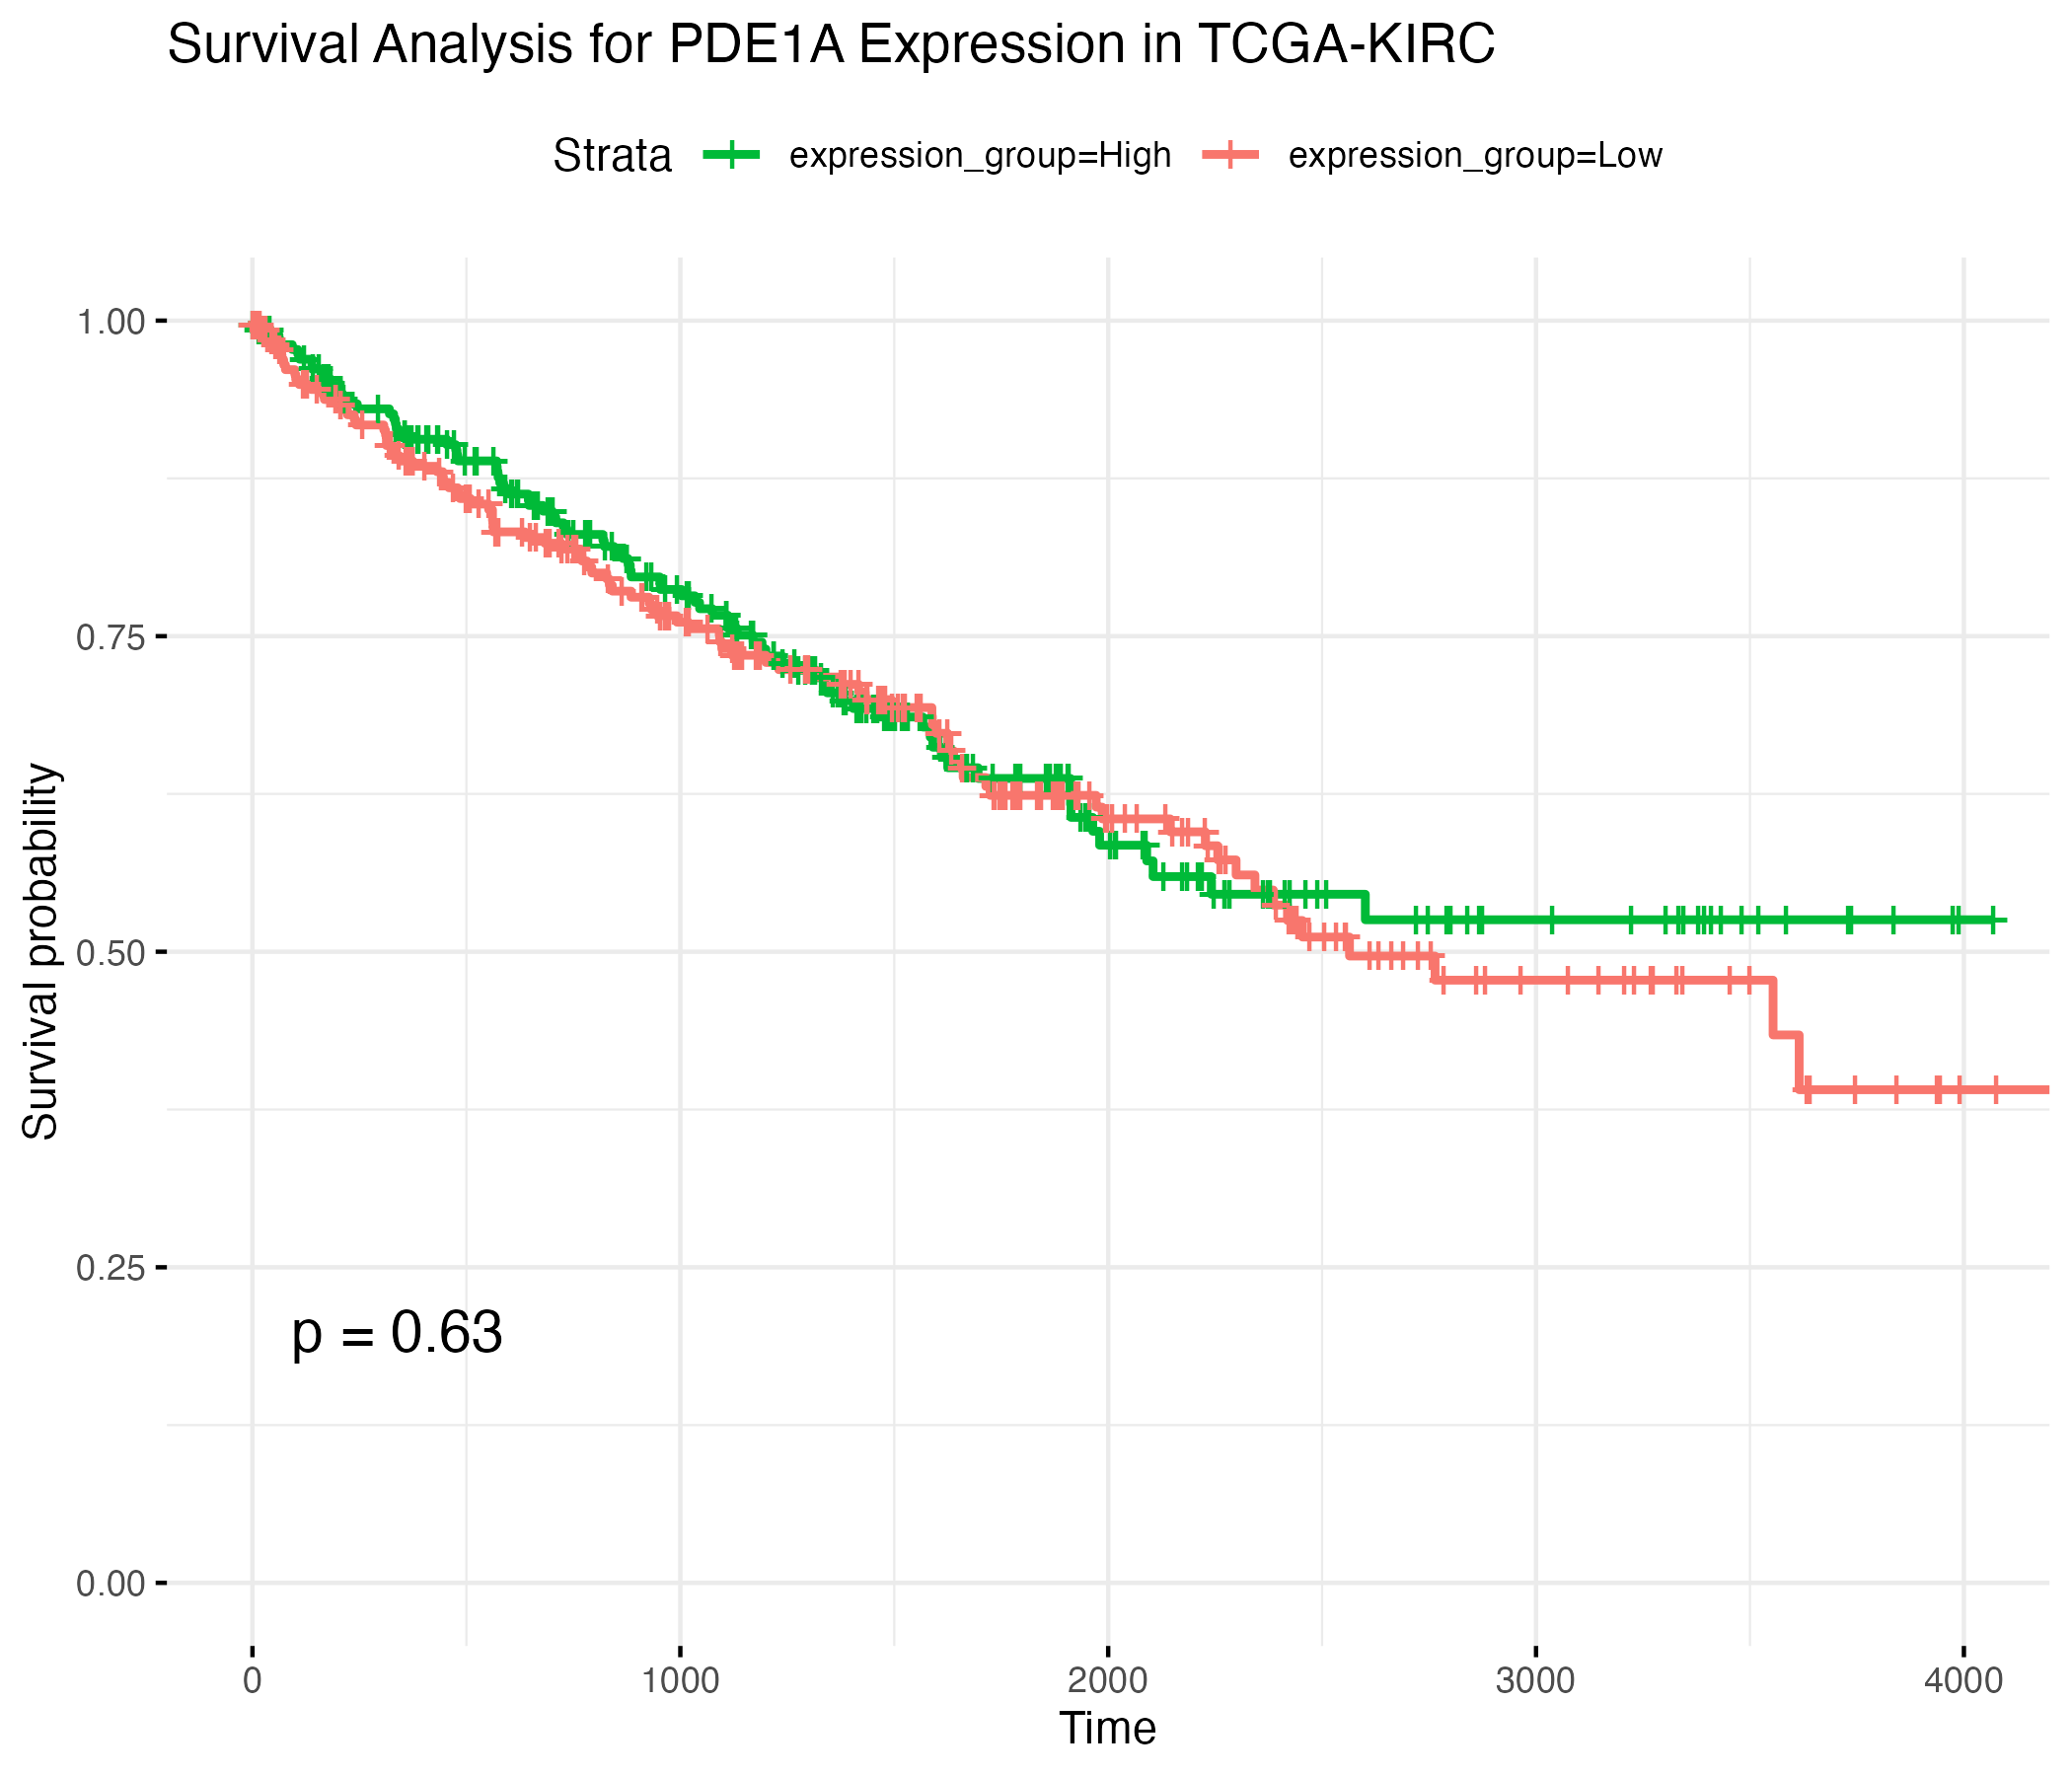 Survival Analysis for PDE1A Expression in TCGA-KIRC
Strata expression_group=High expression_group=Low
Survival probability
1.00
0.75
0.50
0.25
0.00
p = 0.63
0 1000 2000 3000 4000
Time